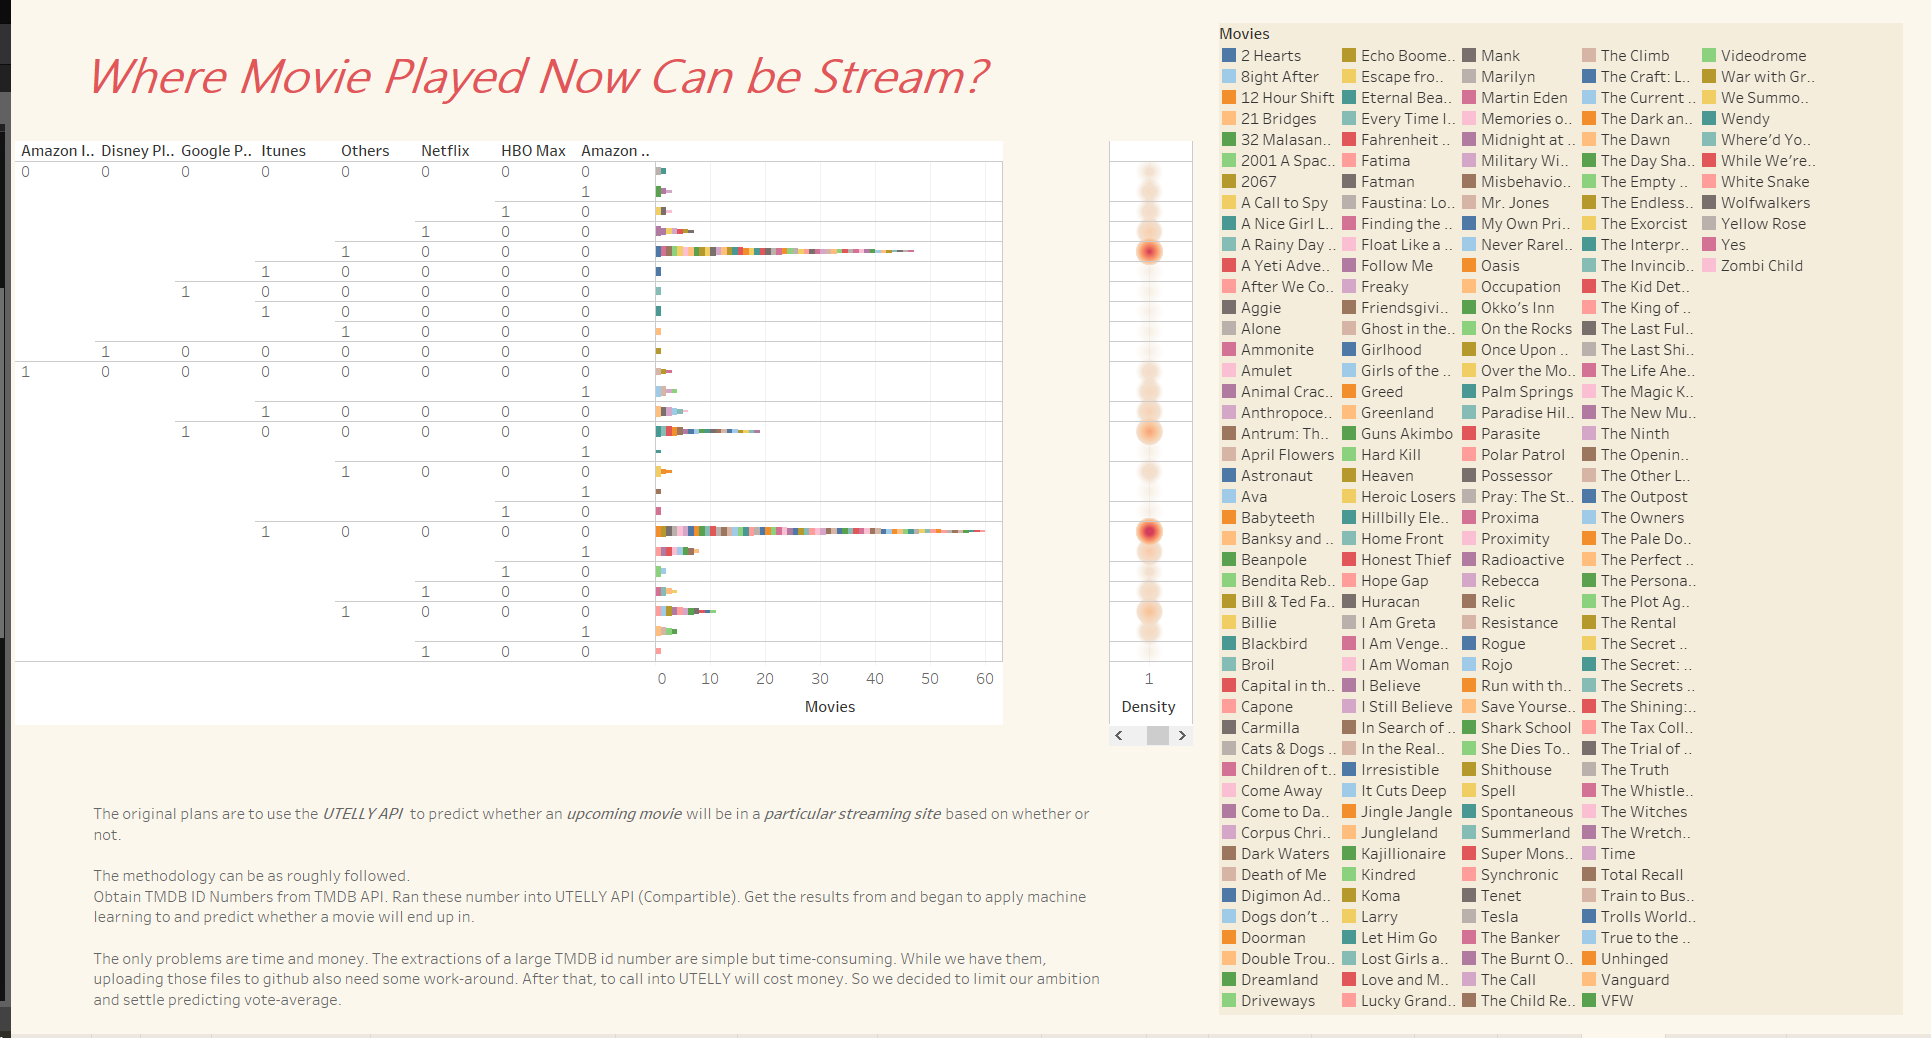 Where Movie Played Now Can be Stream?
Amazon I.. Disney Pl.. Google P.. Itunes Others Netflix HBO Max Amazon ..
0 0 0 0 0 0 0 0
1
1 0
1 0 0
1 0 0 0
1 0 0 0 0
1 0 0 0 0 0
1 0 0 0 0
1 0 0 0
1 0 0 0 0 0 0
1 0 0 0 0 0 0 0
1
1 0 0 0 0
1 0 0 0 0 0
1
1 0 0 0
1
1 0
1 0 0 0 0
1
1 0
1 0 0
1 0 0 0
1
1 0 0
0 10 20 30 40 50 60
Movies
1
Density
The original plans are to use the UTELLY API to predict whether an upcoming movie will be in a particular streaming site based on whether or
not.
The methodology can be as roughly followed.
Obtain TMDB ID Numbers from TMDB API. Ran these number into UTELLY API (Compartible). Get the results from and began to apply machine
learning to and predict whether a movie will end up in.
The only problems are time and money. The extractions of a large TMDB id number are simple but time-consuming. While we have them,
uploading those files to github also need some work-around. After that, to call into UTELLY will cost money. So we decided to limit our ambition
and settle predicting vote-average.
Movies
2 Hearts
8ight After
12 Hour Shift
21 Bridges
32 Malasan..
2001 A Spac..
2067
A Call to Spy
A Nice Girl L..
A Rainy Day ..
A Yeti Adve..
After We Co..
Aggie
Alone
Ammonite
Amulet
Animal Crac..
Anthropoce..
Antrum: Th..
April Flowers
Astronaut
Ava
Babyteeth
Banksy and ..
Beanpole
Bendita Reb..
Bill & Ted Fa..
Billie
Blackbird
Broil
Capital in th..
Capone
Carmilla
Cats & Dogs ..
Children of t..
Come Away
Come to Da..
Corpus Chri..
Dark Waters
Death of Me
Digimon Ad..
Dogs don't ..
Doorman
Double Trou..
Dreamland
Driveways
Echo Boome..
Escape fro..
Eternal Bea..
Every Time I..
Fahrenheit ..
Fatima
Fatman
Faustina: Lo..
Finding the ..
Float Like a ..
Follow Me
Freaky
Friendsgivi..
Ghost in the..
Girlhood
Girls of the ..
Greed
Greenland
Guns Akimbo
Hard Kill
Heaven
Heroic Losers
Hillbilly Ele..
Home Front
Honest Thief
Hope Gap
Huracan
I Am Greta
I Am Venge..
I Am Woman
I Believe
I Still Believe
In Search of ..
In the Real..
Irresistible
It Cuts Deep
Jingle Jangle
Jungleland
Kajillionaire
Kindred
Koma
Larry
Let Him Go
Lost Girls a..
Love and M..
Lucky Grand..
Mank
Marilyn
Martin Eden
Memories o..
Midnight at ..
Military Wi..
Misbehavio..
Mr. Jones
My Own Pri..
Never Rarel..
Oasis
Occupation
Okko's Inn
On the Rocks
Once Upon ..
Over the Mo..
Palm Springs
Paradise Hil..
Parasite
Polar Patrol
Possessor
Pray: The St..
Proxima
Proximity
Radioactive
Rebecca
Relic
Resistance
Rogue
Rojo
Run with th..
Save Yourse..
Shark School
She Dies To..
Shithouse
Spell
Spontaneous
Summerland
Super Mons..
Synchronic
Tenet
Tesla
The Banker
The Burnt O..
The Call
The Child Re..
The Climb
The Craft: L..
The Current ..
The Dark an..
The Dawn
The Day Sha..
The Empty ..
The Endless..
The Exorcist
The Interpr..
The Invincib..
The Kid Det..
The King of ..
The Last Ful..
The Last Shi..
The Life Ahe..
The Magic K..
The New Mu..
The Ninth
The Openin..
The Other L..
The Outpost
The Owners
The Pale Do..
The Perfect ..
The Persona..
The Plot Ag..
The Rental
The Secret ..
The Secret: ..
The Secrets ..
The Shining:..
The Tax Coll..
The Trial of ..
The Truth
The Whistle..
The Witches
The Wretch..
Time
Total Recall
Train to Bus..
Trolls World..
True to the ..
Unhinged
Vanguard
VFW
Videodrome
War with Gr..
We Summo..
Wendy
Where'd Yo..
While We're..
White Snake
Wolfwalkers
Yellow Rose
Yes
Zombi Child